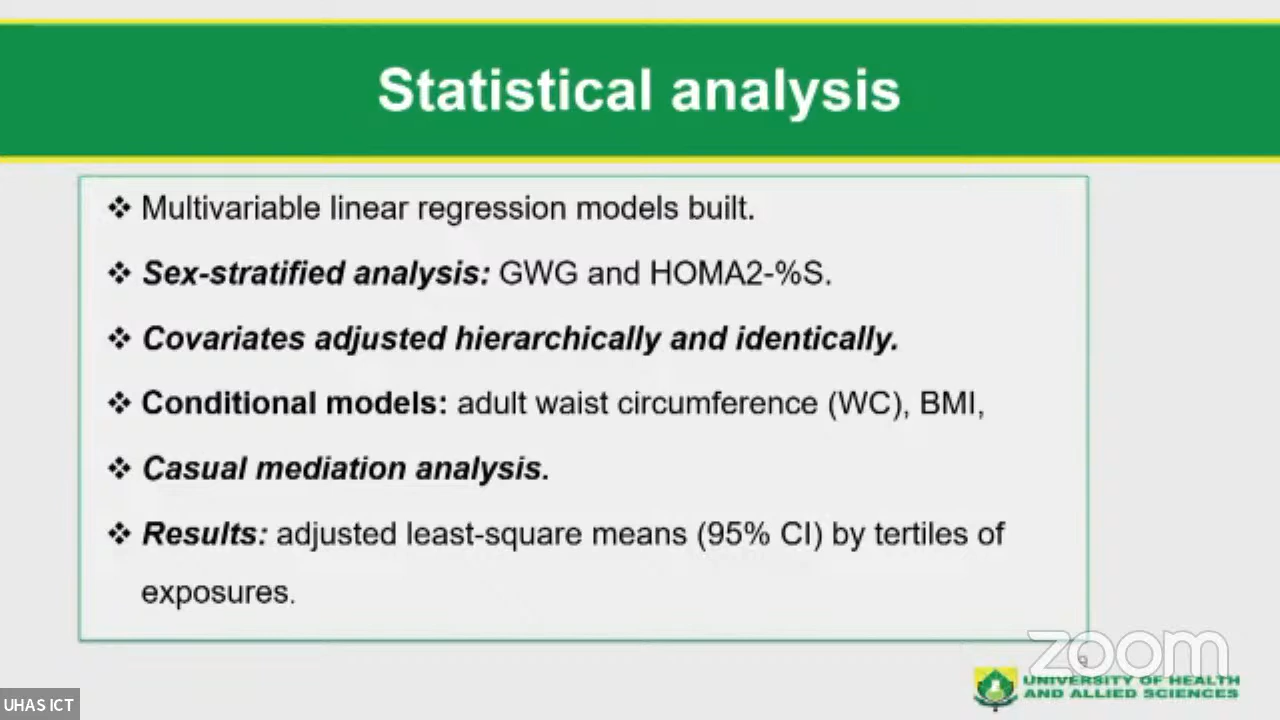 Statistical analysis
❖ Multivariable linear regression models built.
❖ Sex-stratified analysis: GWG and HOMA2-%S.
❖ Covariates adjusted hierarchically and identically.
❖ Conditional models: adult waist circumference (WC), BMI,
❖ Casual mediation analysis.
❖ Results: adjusted least-square means (95% CI) by tertiles of
exposures.
9
zoom
UNIVERSITY OF HEALTH
AND ALLIED SCIENCES
UHAS ICT